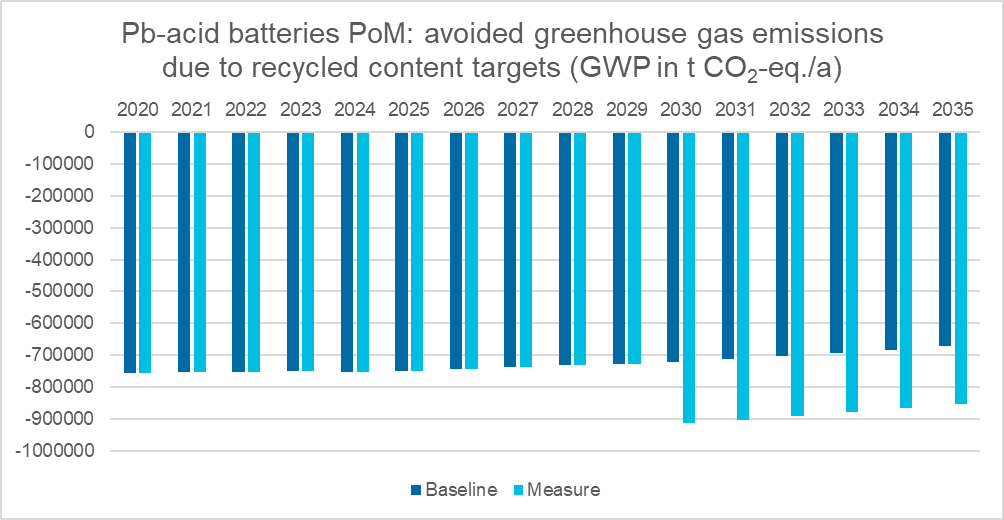 Pb-acid batteries PoM: avoided greenhouse gas emissions
due to recycled content targets (GWP in t CO₂-eq./a)
2020 2021 2022 2023 2024 2025 2026 2027 2028 2029 2030 2031 2032 2033 2034 2035
0
-100000
-200000
-300000
-400000
-500000
-600000
-700000
-800000
-900000
-1000000
Baseline Measure